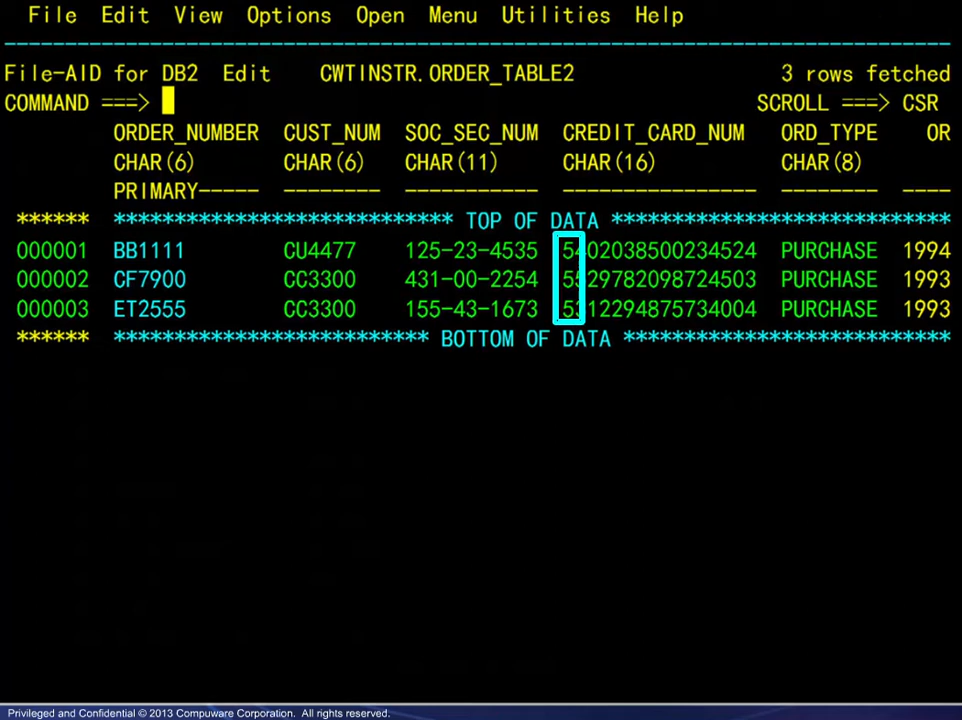 File Edit View Options Open Menu Utilities Help
--------------------------------------------------------------------------------
File-AID for DB2 Edit CWTINSTR.ORDER_TABLE2 3 rows fetched
COMMAND ===> SCROLL ===> CSR
ORDER_NUMBER CUST_NUM SOC_SEC_NUM CREDIT_CARD_NUM ORD_TYPE OR
CHAR(6) CHAR(6) CHAR(11) CHAR(16) CHAR(8)
PRIMARY----- -------- ----------- ---------------- -------- ----
****** **************************** TOP OF DATA ****************************
000001 BB1111 CU4477 125-23-4535 5402038500234524 PURCHASE 1994
000002 CF7900 CC3300 431-00-2254 5529782098724503 PURCHASE 1993
000003 ET2555 CC3300 155-43-1673 5312294875734004 PURCHASE 1993
****** ************************** BOTTOM OF DATA ***************************
Privileged and Confidential © 2013 Compuware Corporation. All rights reserved.